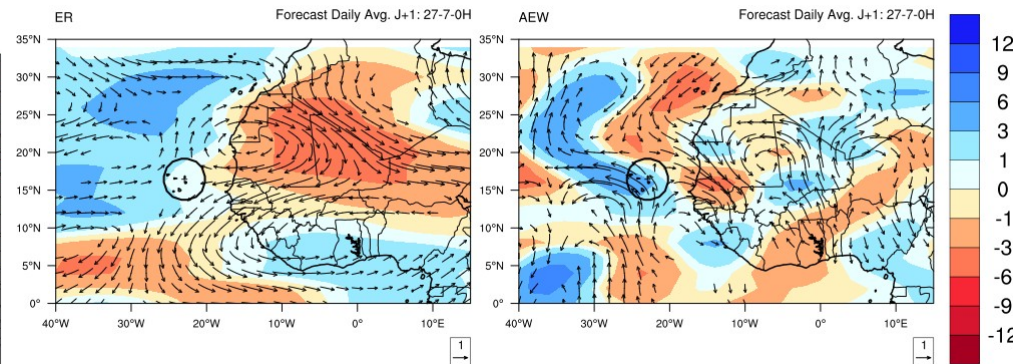 ER Forecast Daily Avg. J+1: 27-7-0H
35°N
30°N
25°N
20°N
15°N
10°N
5°N
0°
40°W 30°W 20°W 10°W 0° 10°E
1
AEW Forecast Daily Avg. J+1: 27-7-0H
35°N
30°N
25°N
20°N
15°N
10°N
5°N
0°
40°W 30°W 20°W 10°W 0° 10°E
1
12
9
6
3
1
0
-1
-3
-6
-9
-12